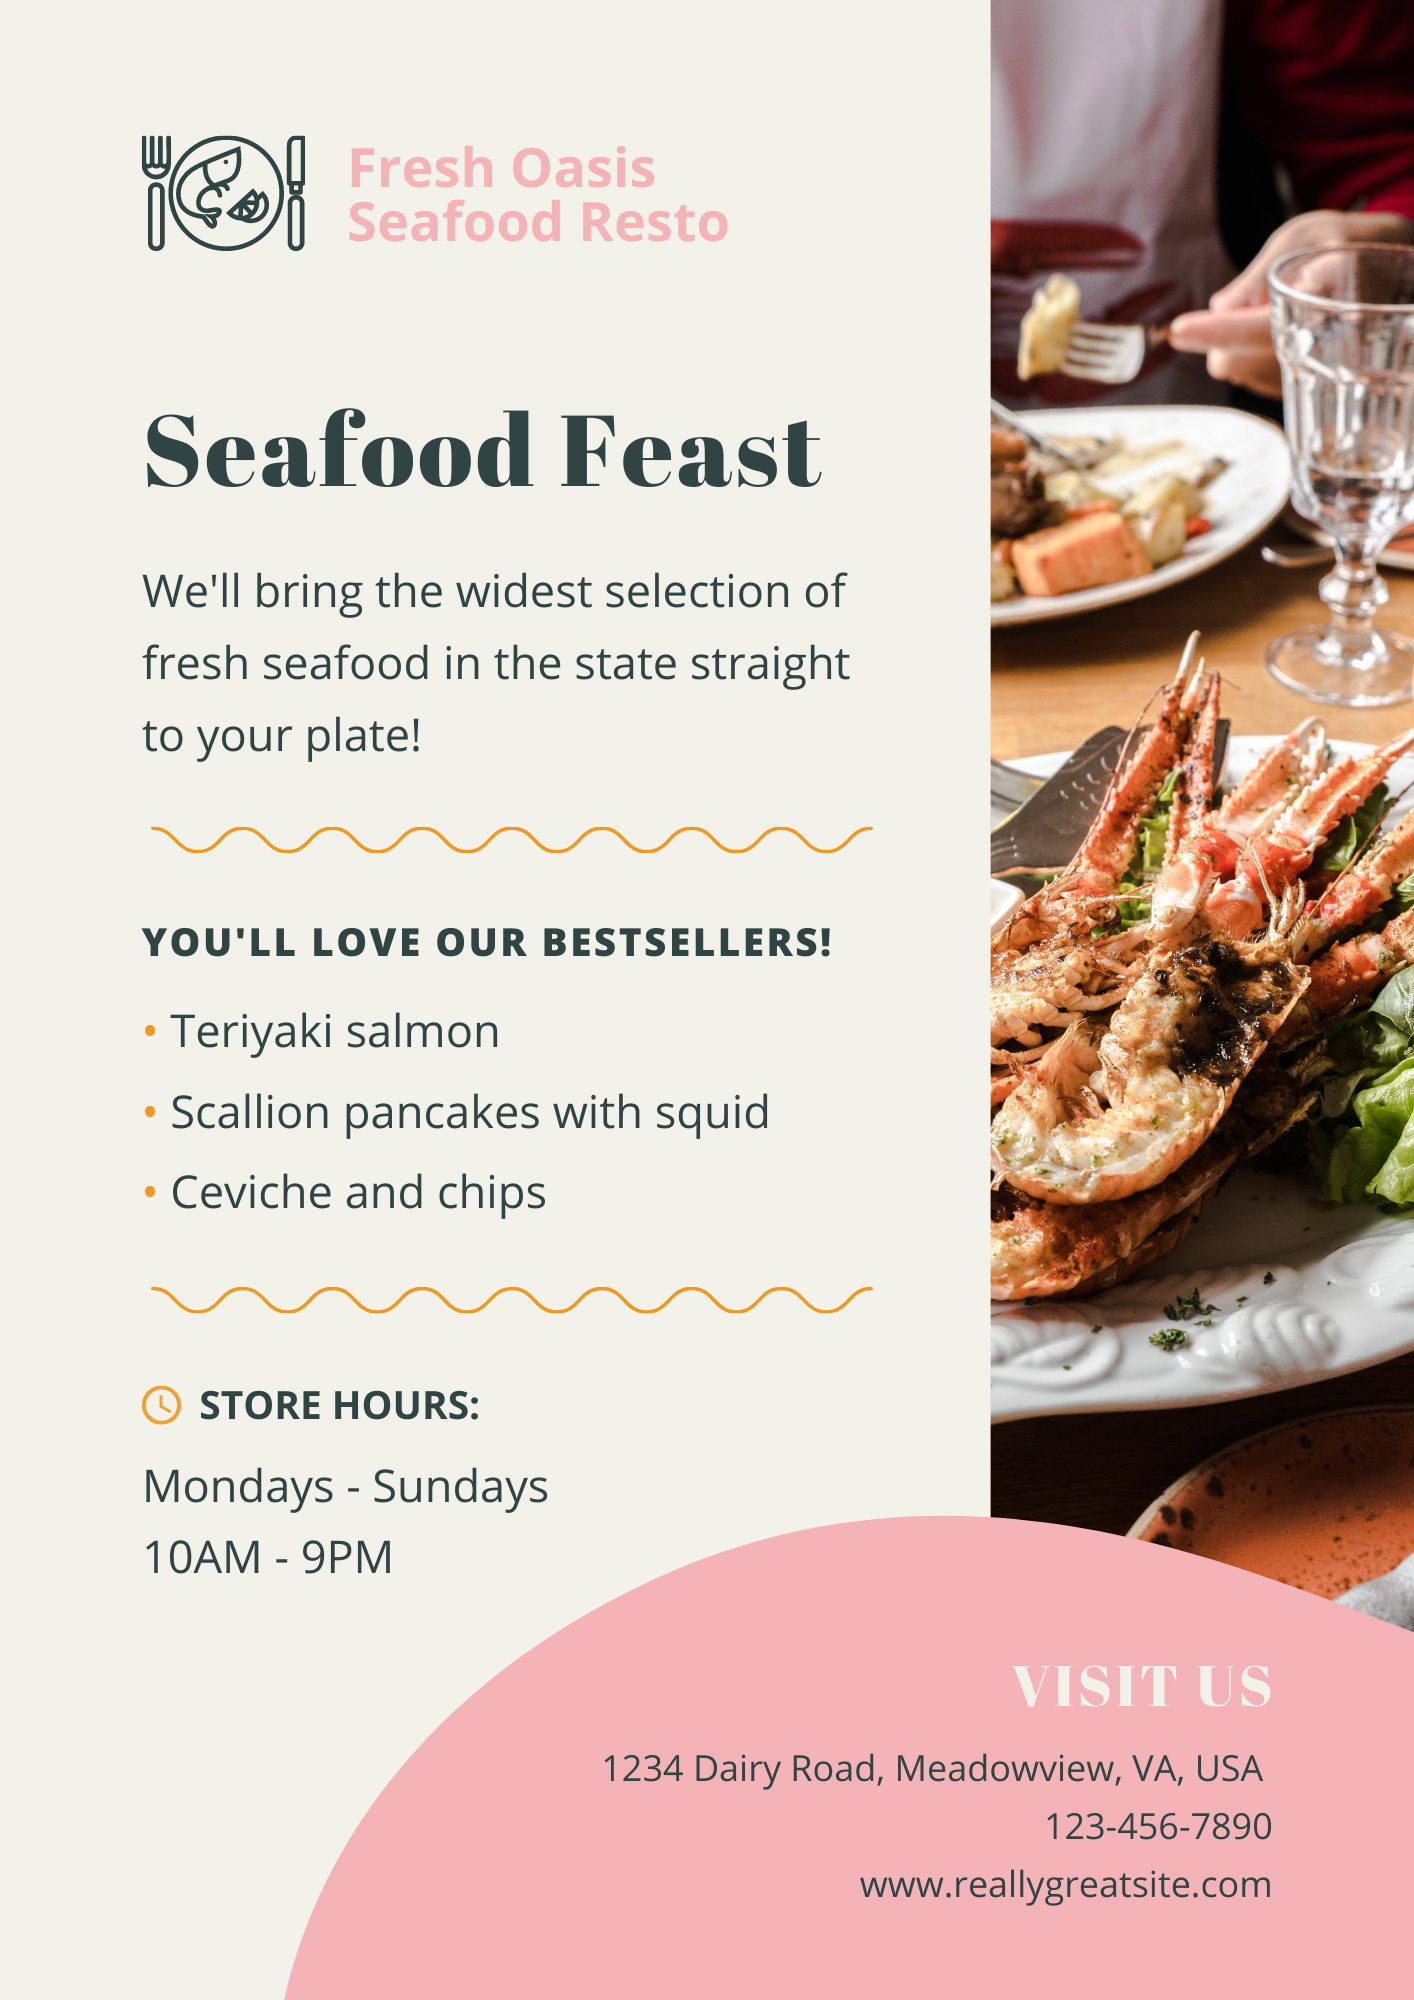 Fresh Oasis
Seafood Resto
Seafood Feast
We'll bring the widest selection of
fresh seafood in the state straight
to your plate!
YOU'LL LOVE OUR BESTSELLERS!
• Teriyaki salmon
• Scallion pancakes with squid
• Ceviche and chips
STORE HOURS:
Mondays - Sundays
10AM - 9PM
VISIT US
1234 Dairy Road, Meadowview, VA, USA
123-456-7890
www.reallygreatsite.com